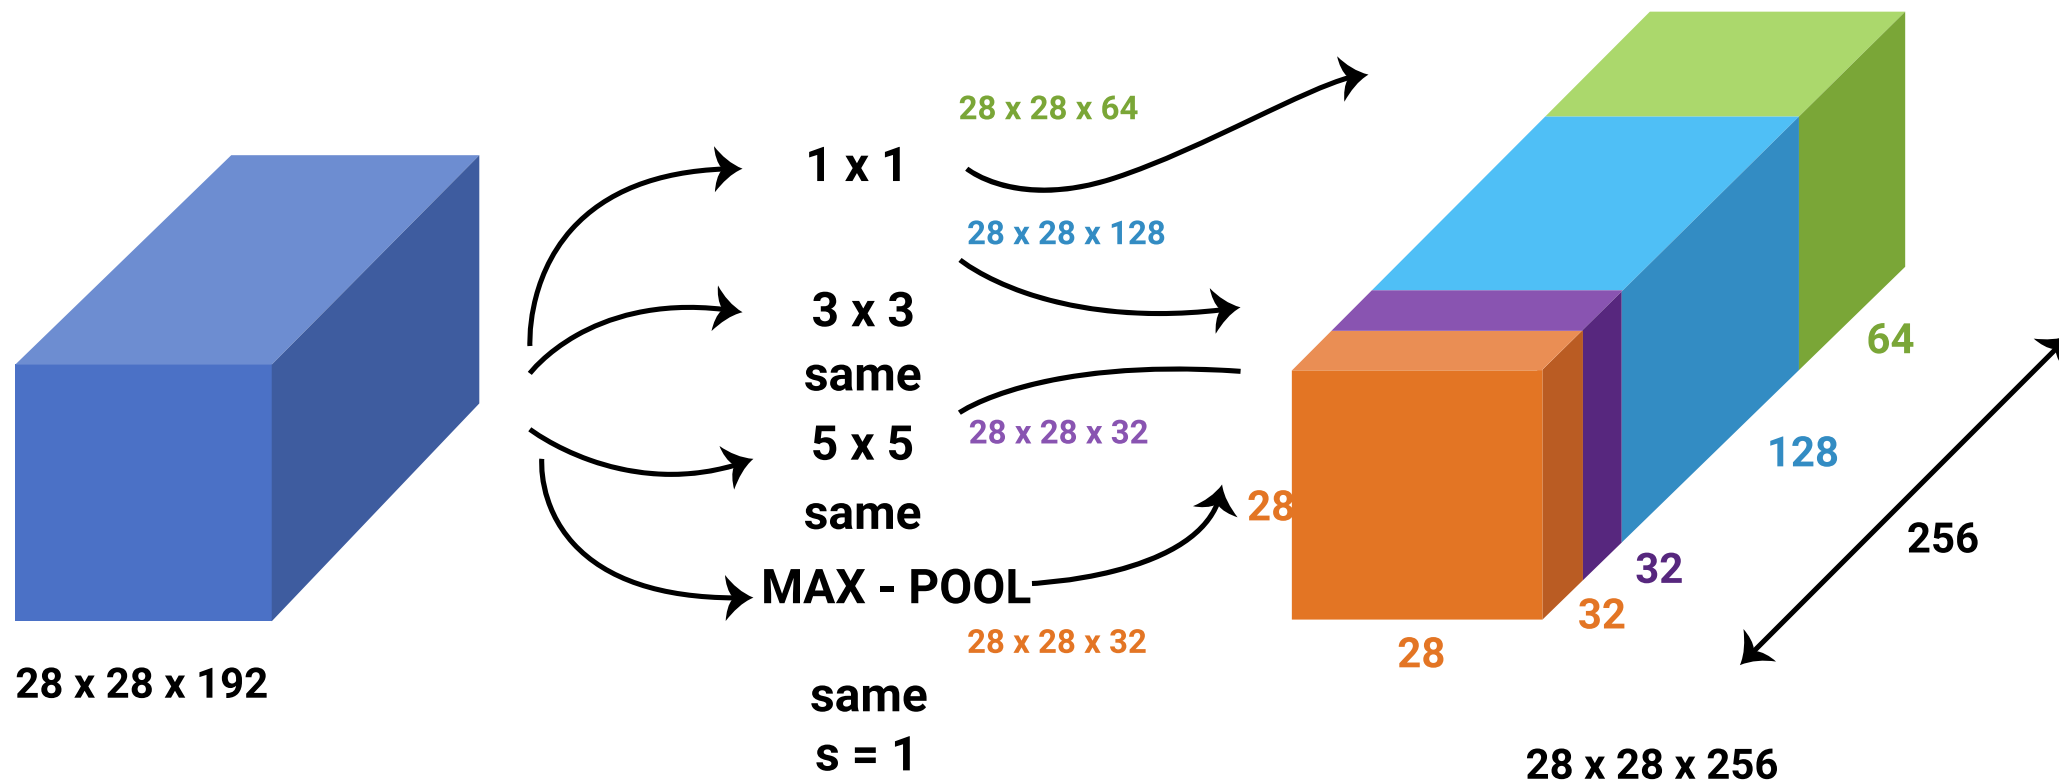 28 x 28 x 192
1 x 1
3 x 3
same
5 x 5
same
MAX - POOL
same
s = 1
28 x 28 x 64
28 x 28 x 128
28 x 28 x 32
28 x 28 x 32
28
28
32
32
128
64
256
28 x 28 x 256